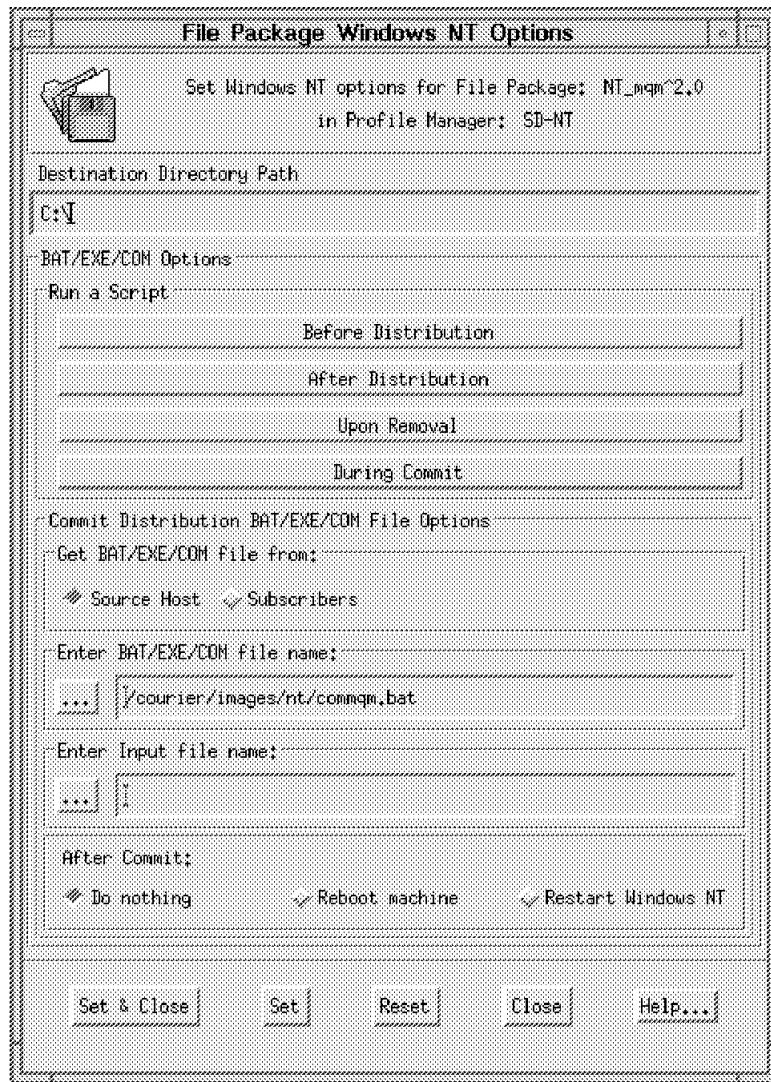 File Package Windows NT Options
Set Windows NT options for File Package: NT_mqm^2.0
in Profile Manager: SD-NT
Destination Directory Path
C:\
BAT/EXE/COM Options
Run a Script
Before Distribution
After Distribution
Upon Removal
During Commit
Commit Distribution BAT/EXE/COM File Options
Get BAT/EXE/COM file from:
Source Host Subscribers
Enter BAT/EXE/COM file name:
... /courier/images/nt/commqm.bat
Enter Input file name:
...
After Commit:
Do nothing Reboot machine Restart Windows NT
Set & Close Set Reset Close Help...